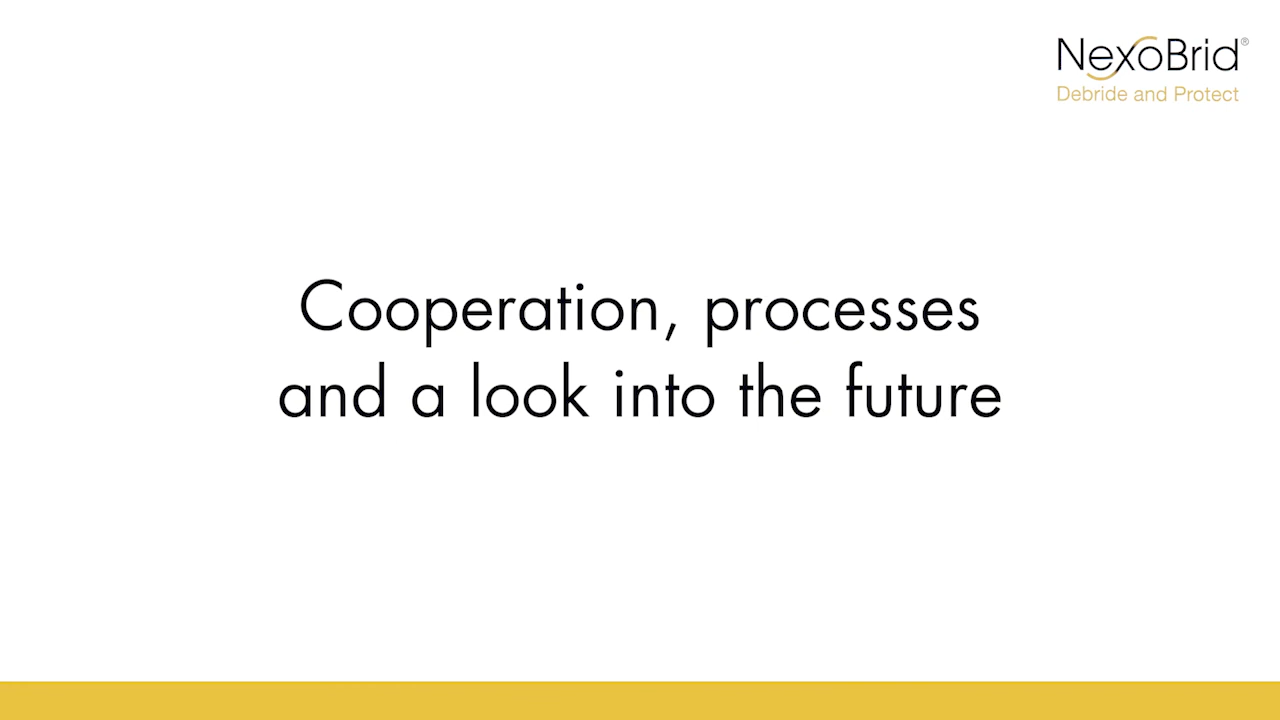 NexoBrid®
Debride and Protect
Cooperation, processes
and a look into the future